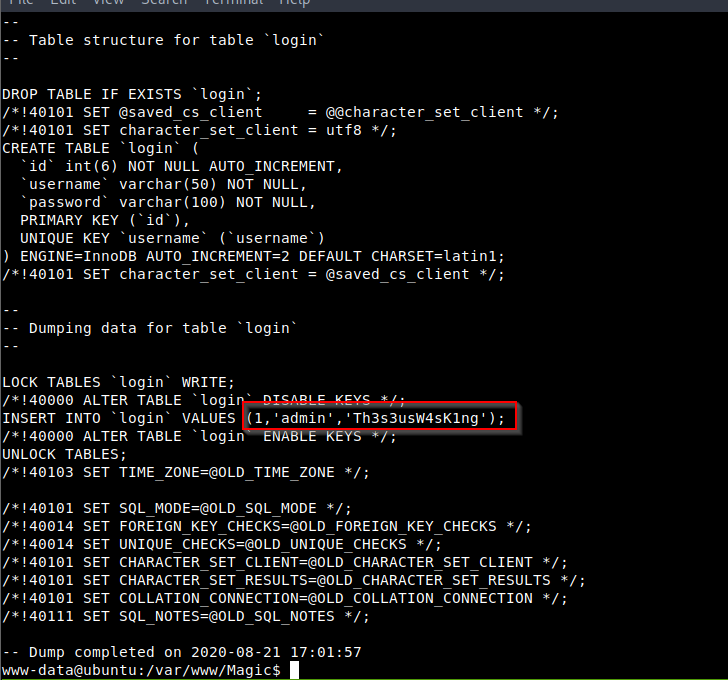 File Edit View Search Terminal Help
--
-- Table structure for table `login`
--
DROP TABLE IF EXISTS `login`;
/*!40101 SET @saved_cs_client     = @@character_set_client */;
/*!40101 SET character_set_client = utf8 */;
CREATE TABLE `login` (
  `id` int(6) NOT NULL AUTO_INCREMENT,
  `username` varchar(50) NOT NULL,
  `password` varchar(100) NOT NULL,
  PRIMARY KEY (`id`),
  UNIQUE KEY `username` (`username`)
) ENGINE=InnoDB AUTO_INCREMENT=2 DEFAULT CHARSET=latin1;
/*!40101 SET character_set_client = @saved_cs_client */;
--
-- Dumping data for table `login`
--
LOCK TABLES `login` WRITE;
/*!40000 ALTER TABLE `login` DISABLE KEYS */;
INSERT INTO `login` VALUES (1,'admin','Th3s3usW4sK1ng');
/*!40000 ALTER TABLE `login` ENABLE KEYS */;
UNLOCK TABLES;
/*!40103 SET TIME_ZONE=@OLD_TIME_ZONE */;
/*!40101 SET SQL_MODE=@OLD_SQL_MODE */;
/*!40014 SET FOREIGN_KEY_CHECKS=@OLD_FOREIGN_KEY_CHECKS */;
/*!40014 SET UNIQUE_CHECKS=@OLD_UNIQUE_CHECKS */;
/*!40101 SET CHARACTER_SET_CLIENT=@OLD_CHARACTER_SET_CLIENT */;
/*!40101 SET CHARACTER_SET_RESULTS=@OLD_CHARACTER_SET_RESULTS */;
/*!40101 SET COLLATION_CONNECTION=@OLD_COLLATION_CONNECTION */;
/*!40111 SET SQL_NOTES=@OLD_SQL_NOTES */;
-- Dump completed on 2020-08-21 17:01:57
www-data@ubuntu:/var/www/Magic$